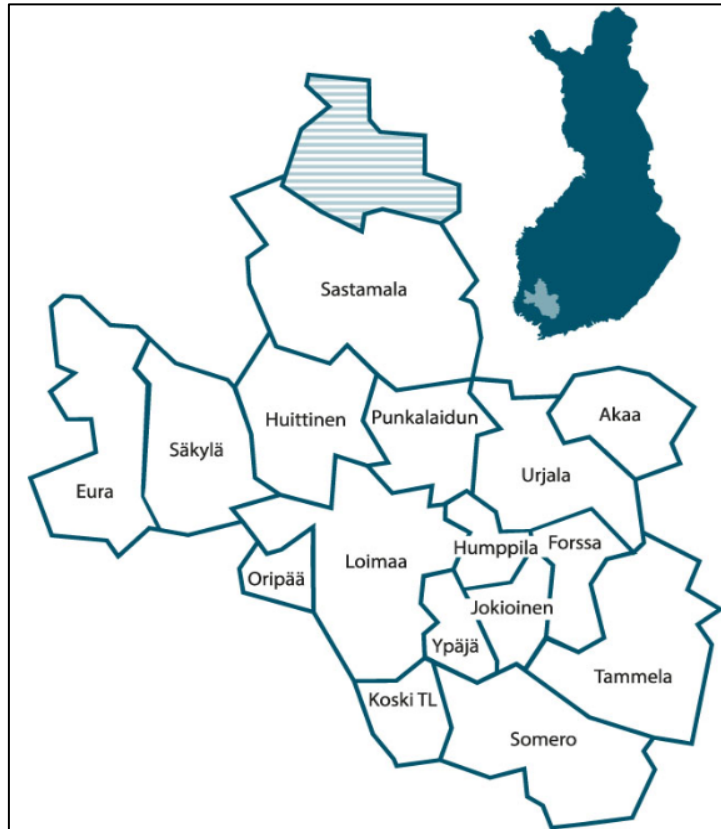 Sastamala
Huittinen
Punkalaidun
Akaa
Säkylä
Urjala
Eura
Humppila
Forssa
Oripää
Loimaa
Jokioinen
Ypäjä
Tammela
Koski TL
Somero